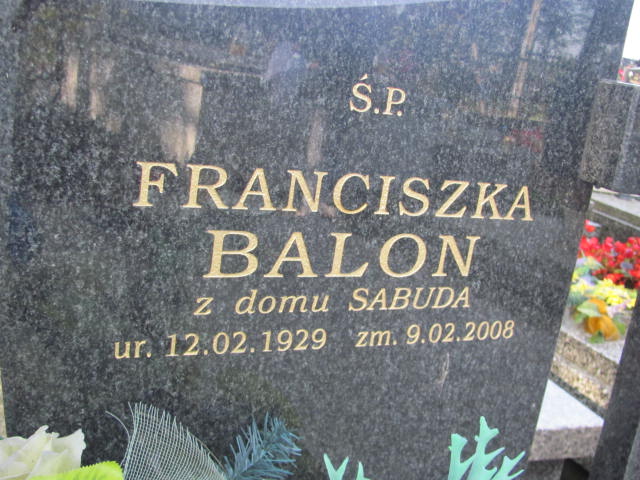 Ś.P.
FRANCISZKA
BALON
z domu SABUDA
ur. 12.02.1929 zm. 9.02.2008